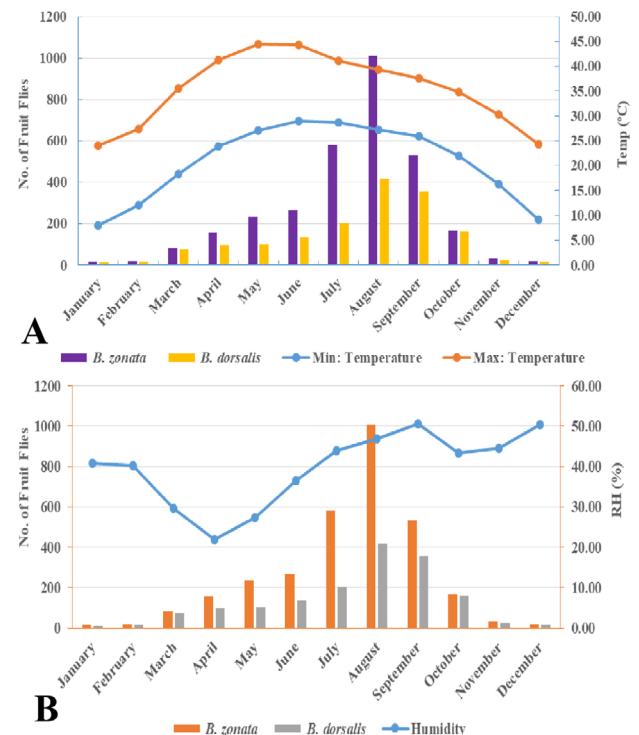 1200
1000
800
600
400
200
0
No. of Fruit Flies
50.00
45.00
40.00
35.00
30.00
25.00
20.00
15.00
10.00
5.00
0.00
Temp (°C)
January
February
March
April
May
June
July
August
September
October
November
December
A
B. zonata
B. dorsalis
Min: Temperature
Max: Temperature
1200
1000
800
600
400
200
0
No. of Fruit Flies
60.00
50.00
40.00
30.00
20.00
10.00
0.00
RH (%)
January
February
March
April
May
June
July
August
September
October
November
December
B
B. zonata
B. dorsalis
Humidity